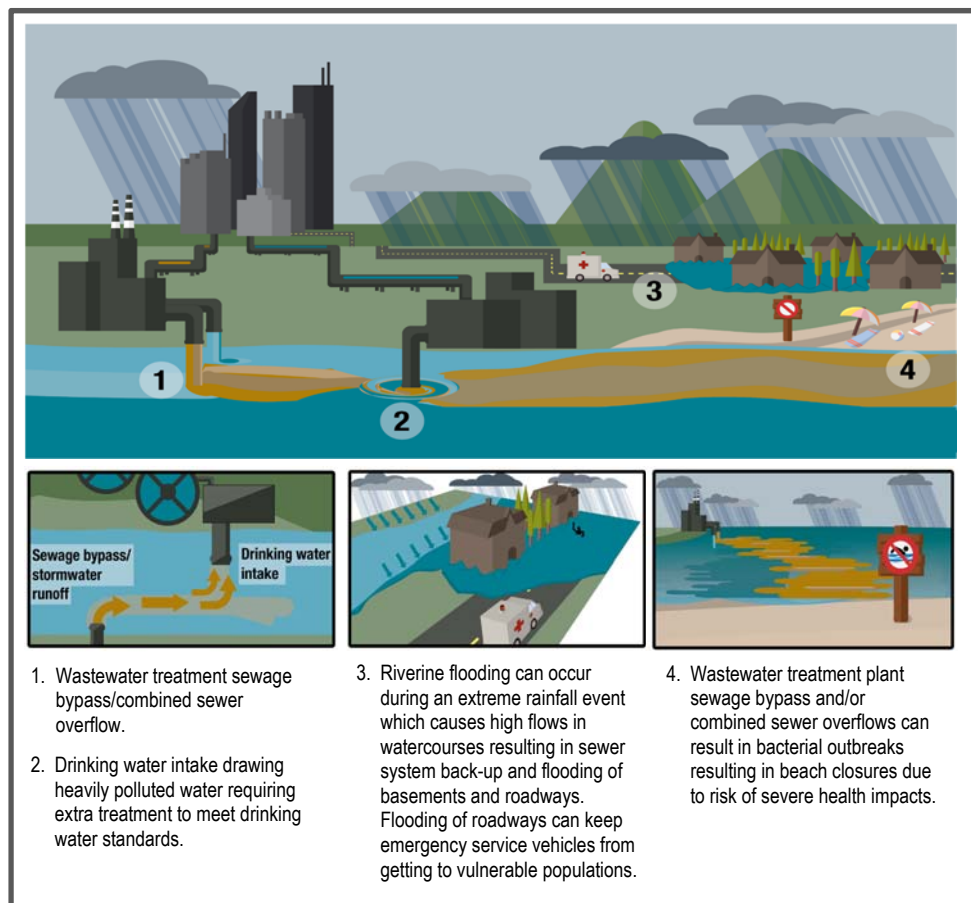 1
2
3
4
Sewage bypass/
stormwater
runoff
Drinking water
intake
1. Wastewater treatment sewage
bypass/combined sewer
overflow.
2. Drinking water intake drawing
heavily polluted water requiring
extra treatment to meet drinking
water standards.
3. Riverine flooding can occur
during an extreme rainfall event
which causes high flows in
watercourses resulting in sewer
system back-up and flooding of
basements and roadways.
Flooding of roadways can keep
emergency service vehicles from
getting to vulnerable populations.
4. Wastewater treatment plant
sewage bypass and/or
combined sewer overflows can
result in bacterial outbreaks
resulting in beach closures due
to risk of severe health impacts.